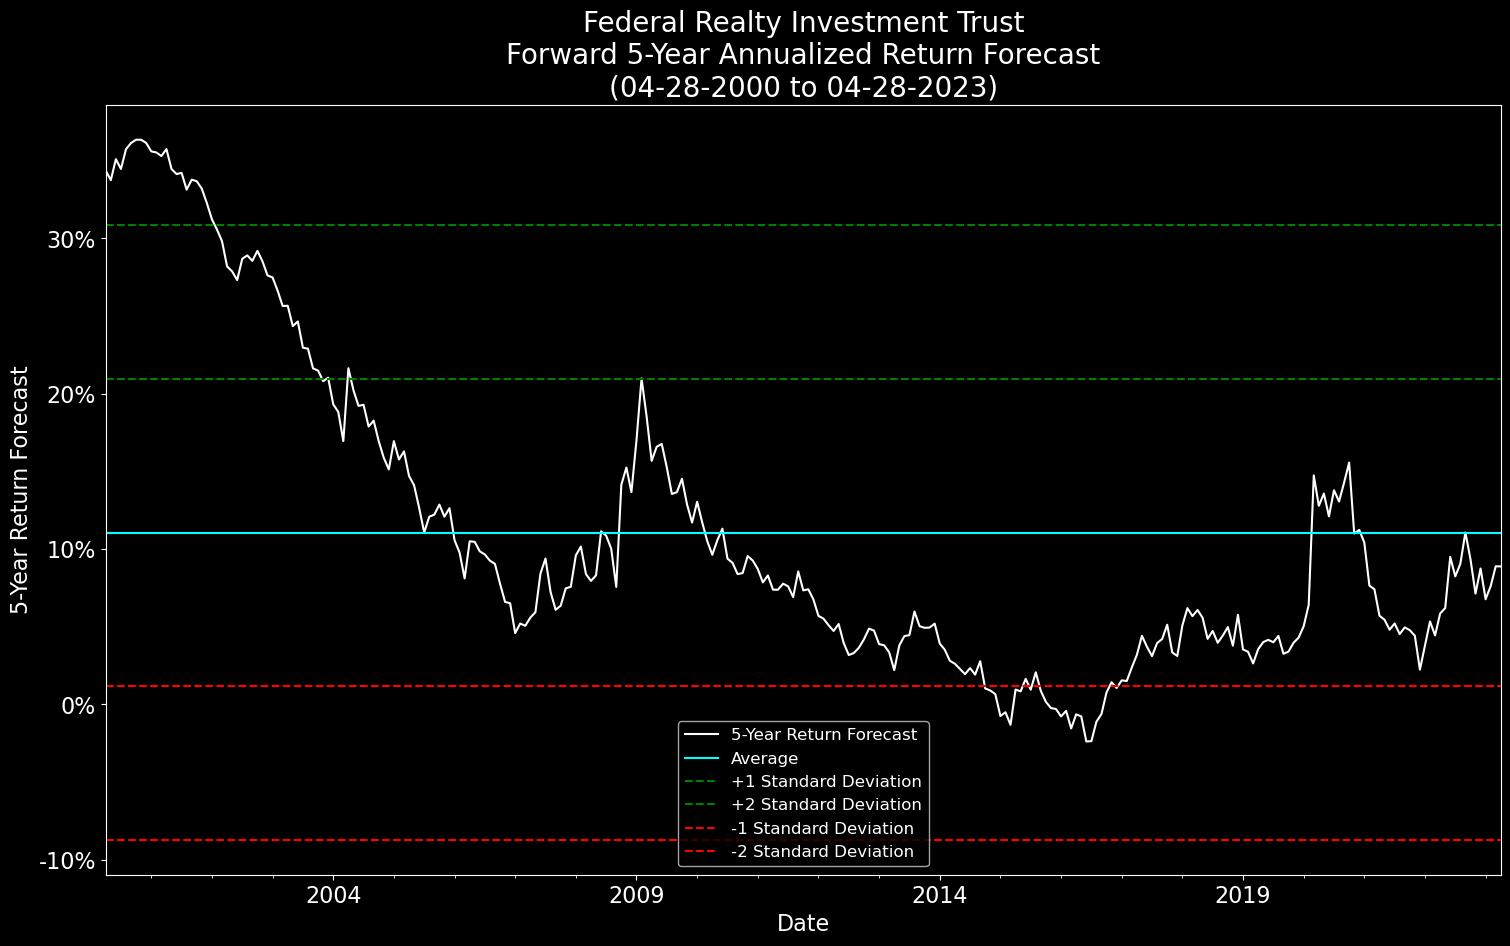 Federal Realty Investment Trust
Forward 5-Year Annualized Return Forecast
(04-28-2000 to 04-28-2023)
5-Year Return Forecast
30%
20%
10%
0%
-10%
5-Year Return Forecast
Average
+1 Standard Deviation
+2 Standard Deviation
-1 Standard Deviation
-2 Standard Deviation
2004
2009
2014
2019
Date